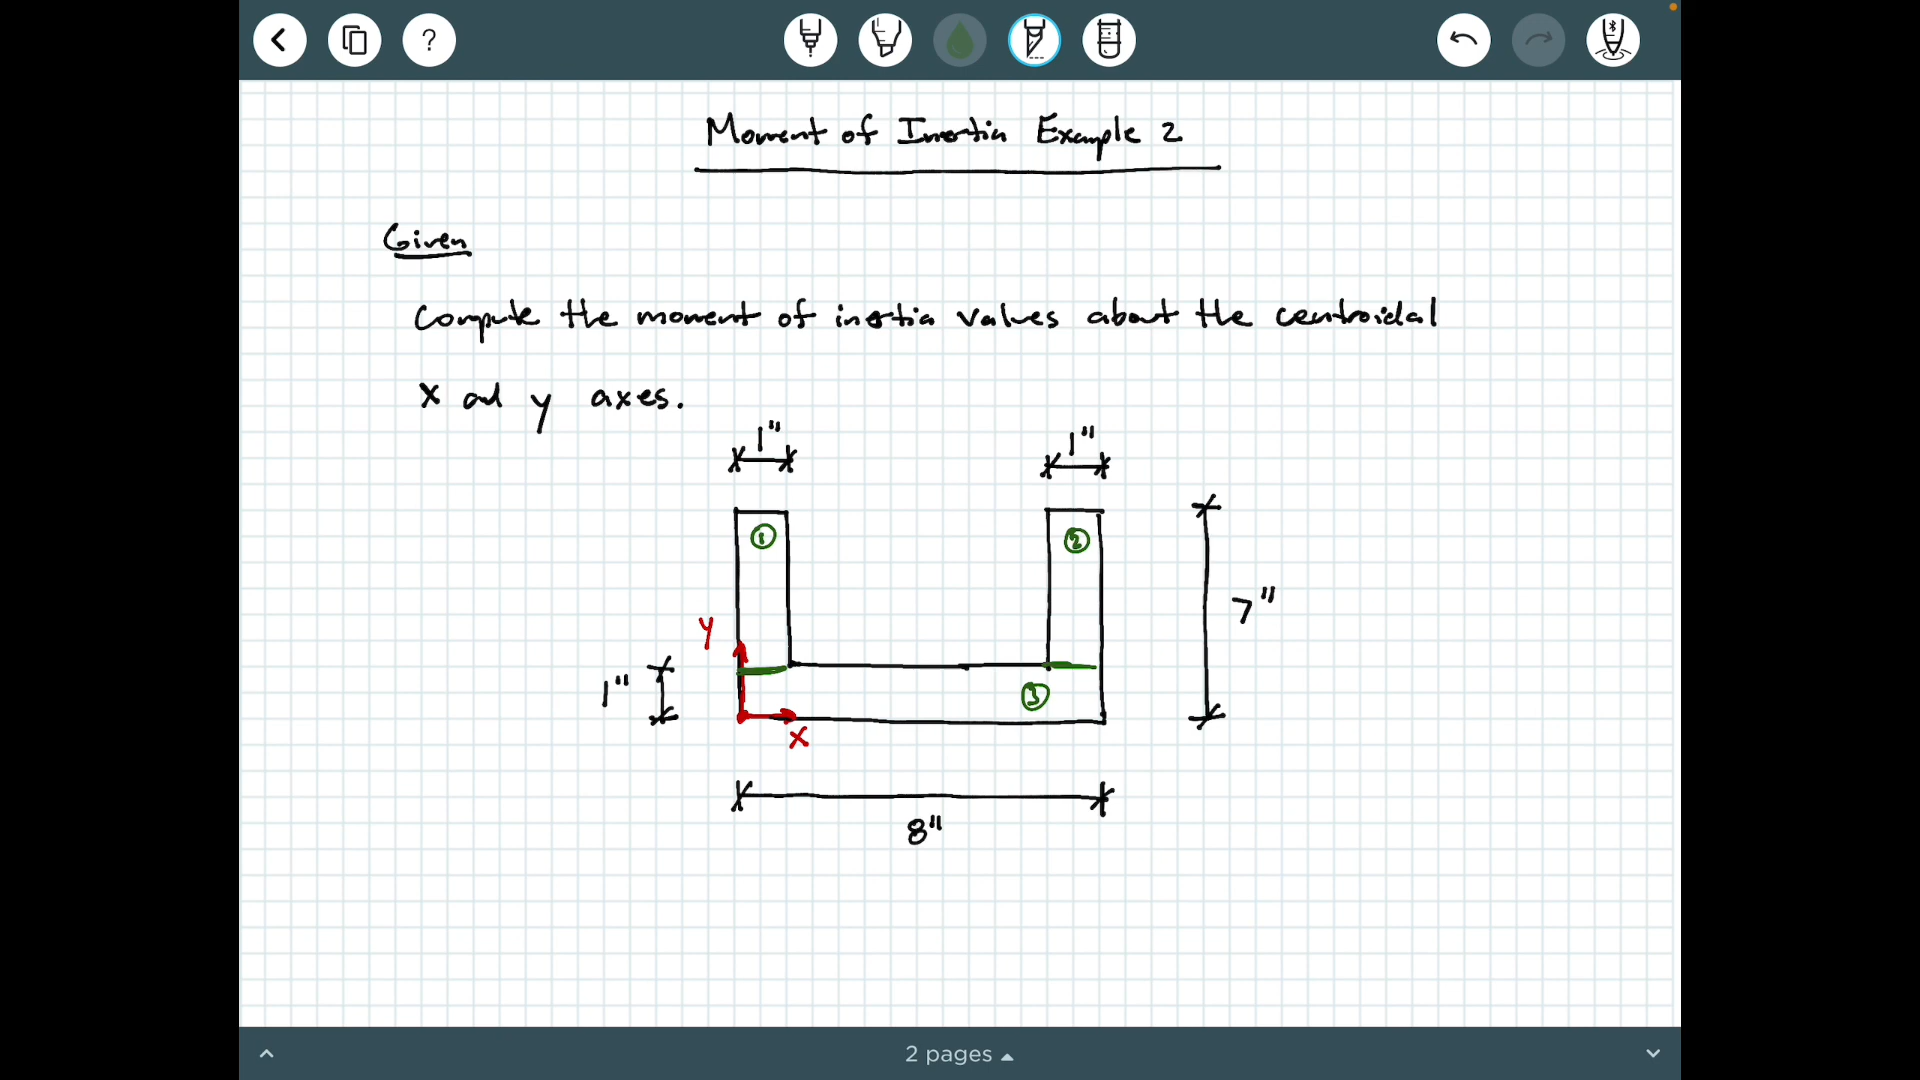 ?
Moment of Inertia Example 2
Given
Compute the moment of inertia values about the centroidal
x and y axes.
1" 1"
1 2
7"
y
1" 3
x
8"
2 pages